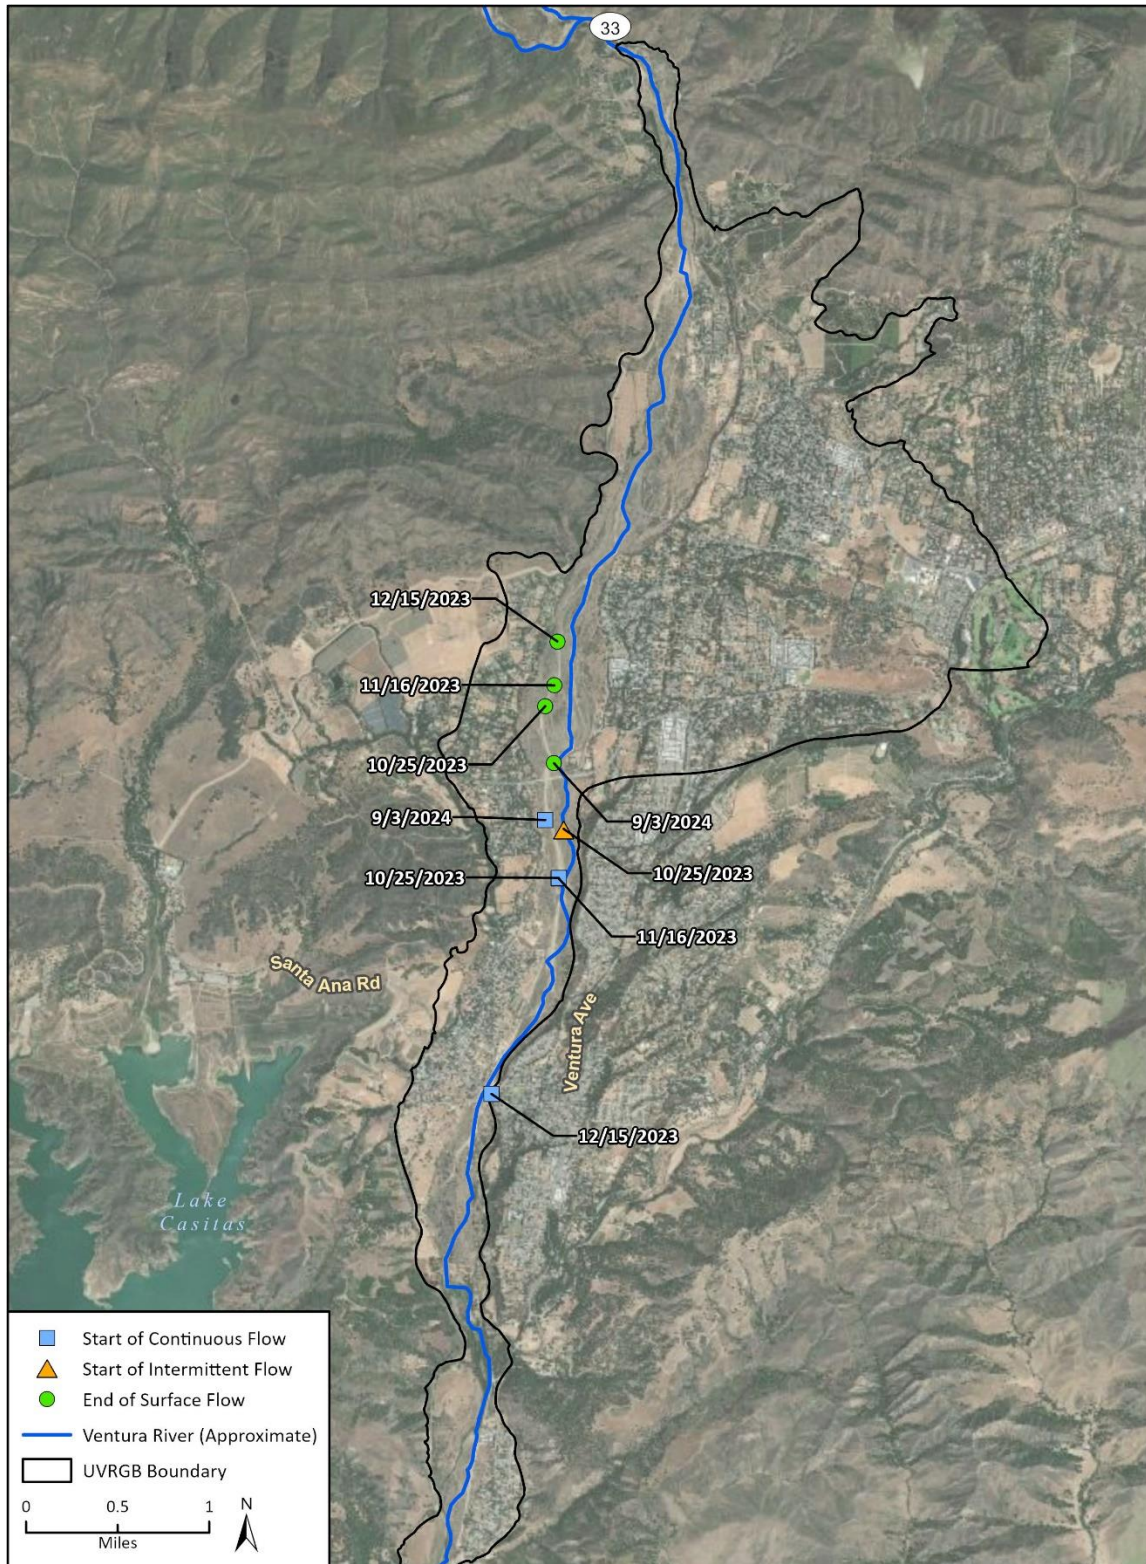 33
12/15/2023
11/16/2023
10/25/2023
9/3/2024
9/3/2024
10/25/2023
10/25/2023
11/16/2023
Santa Ana Rd
Ventura Ave
12/15/2023
Lake
Casitas
Start of Continuous Flow
Start of Intermittent Flow
End of Surface Flow
Ventura River (Approximate)
UVRGB Boundary
0 0.5 1
Miles
N